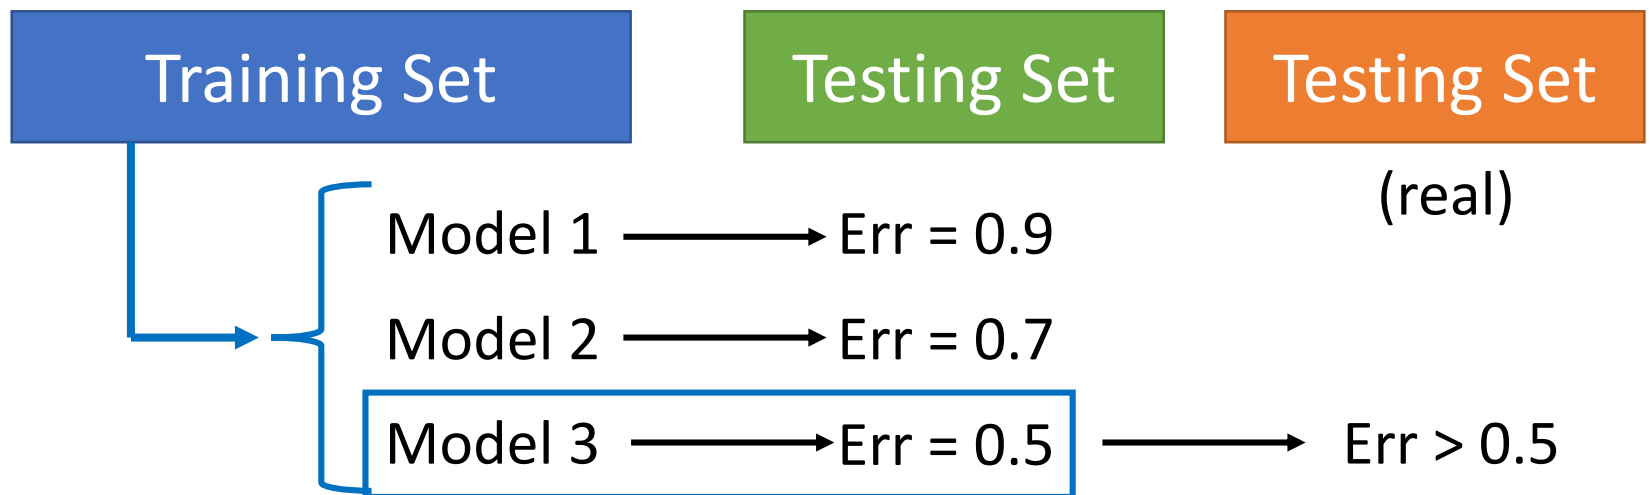 Training Set
Testing Set
Testing Set
(real)
Model 1
Err = 0.9
Model 2
Err = 0.7
Model 3
Err = 0.5
Err > 0.5